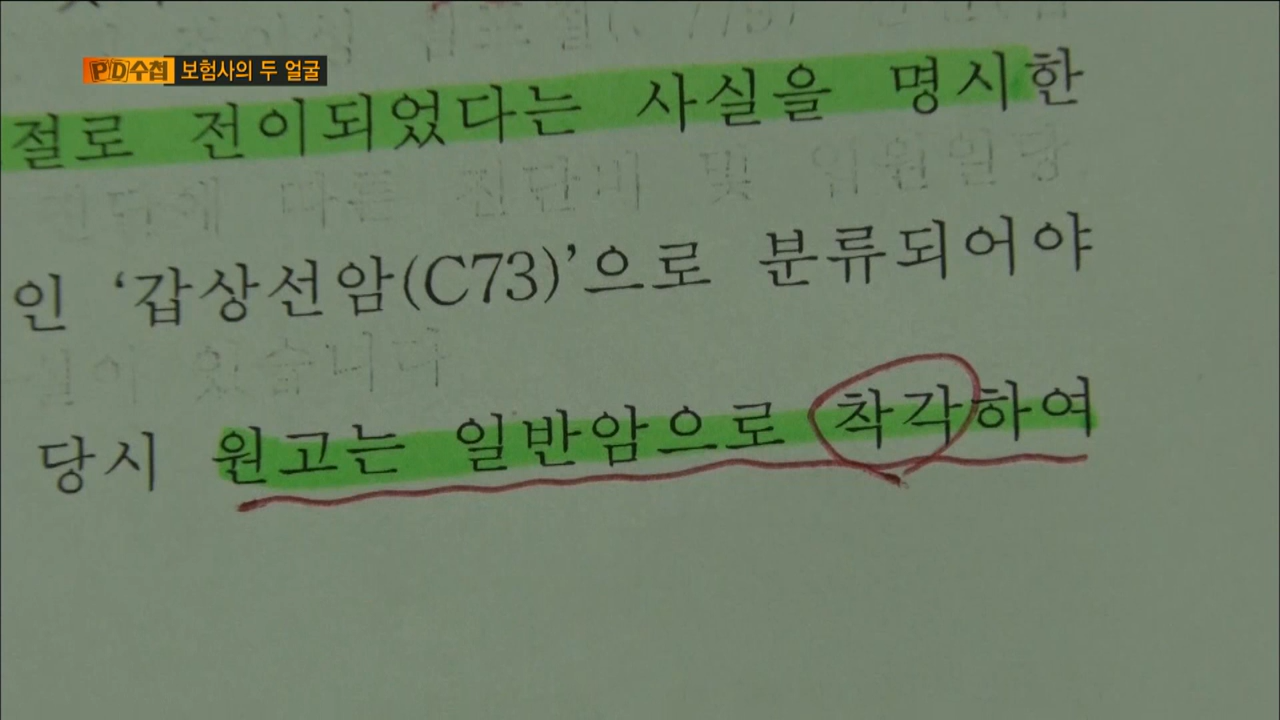 PD수첩 보험사의 두 얼굴
절로 전이되었다는 사실을 명시한
인 ‘갑상선암(C73)’으로 분류되어야
당시 원고는 일반암으로 착각하여